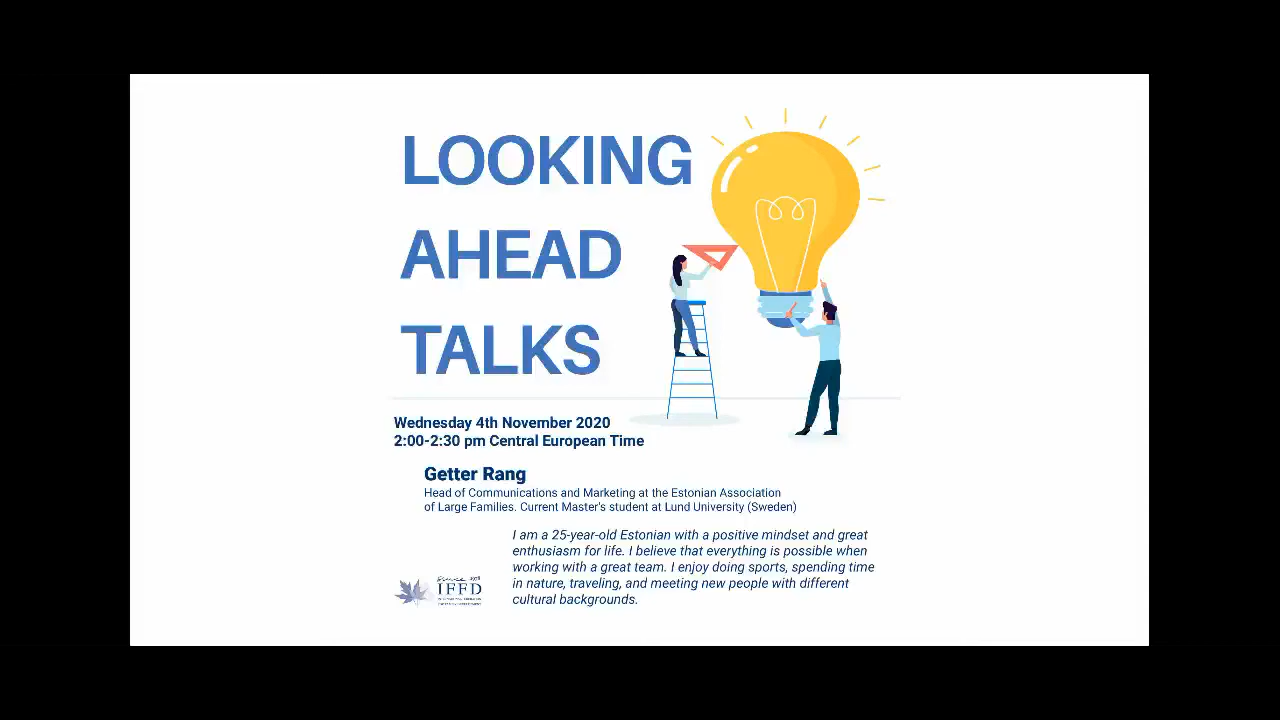 LOOKING
AHEAD
TALKS
Wednesday 4th November 2020
2:00-2:30 pm Central European Time
Getter Rang
Head of Communications and Marketing at the Estonian Association
of Large Families. Current Master's student at Lund University (Sweden)
I am a 25-year-old Estonian with a positive mindset and great
enthusiasm for life. I believe that everything is possible when
working with a great team. I enjoy doing sports, spending time
in nature, traveling, and meeting new people with different
cultural backgrounds.
Since 1978
IFFD